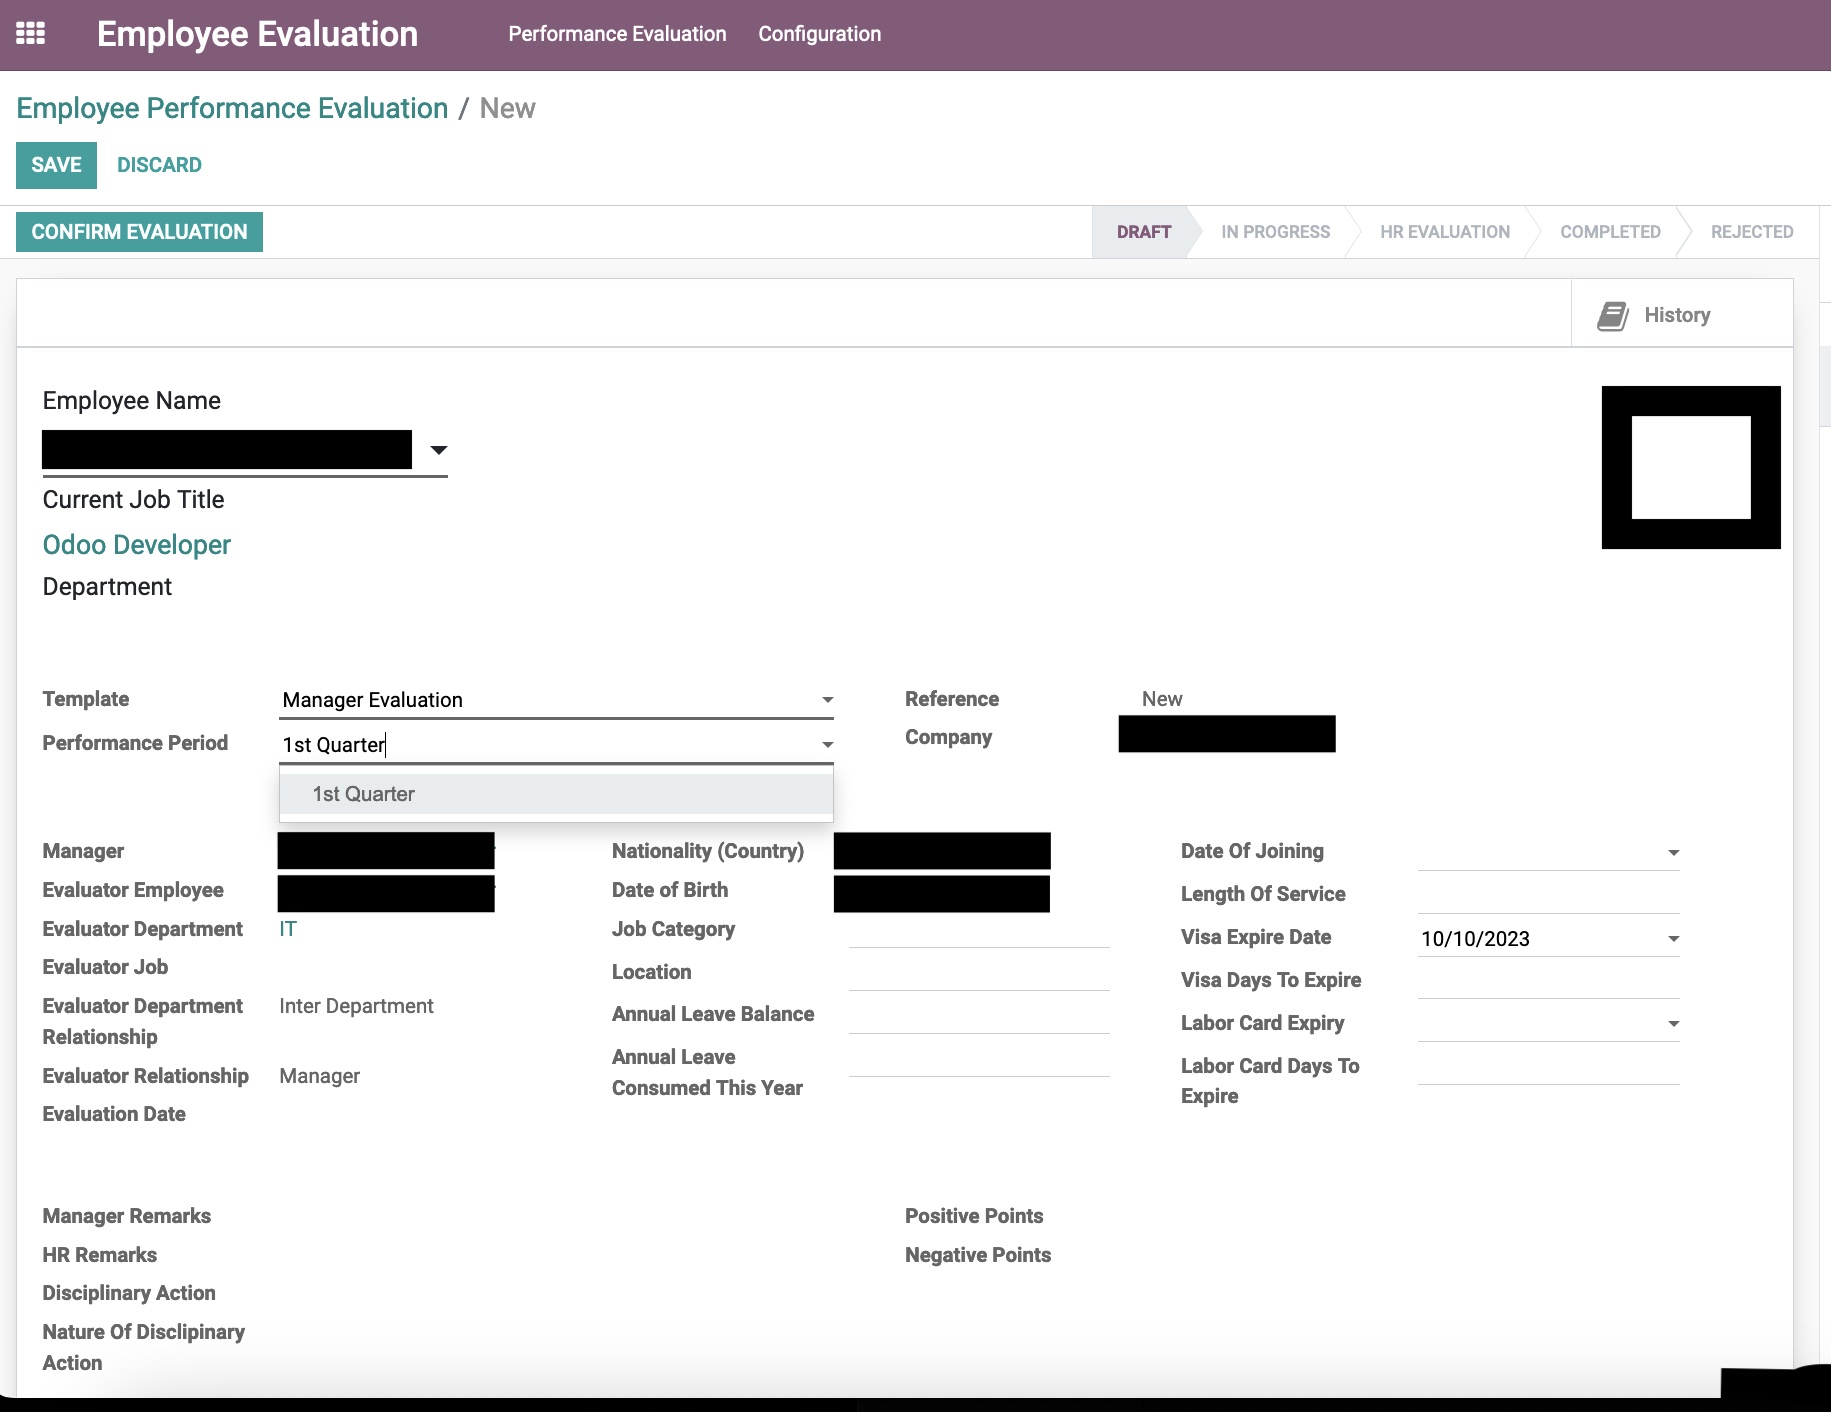 Employee Evaluation
Performance Evaluation
Configuration
Employee Performance Evaluation / New
SAVE
DISCARD
CONFIRM EVALUATION
DRAFT
IN PROGRESS
HR EVALUATION
COMPLETED
REJECTED
History
Employee Name
Current Job Title
Odoo Developer
Department
Template
Manager Evaluation
Performance Period
1st Quarter
1st Quarter
Reference
New
Company
Manager
Evaluator Employee
Evaluator Department
IT
Evaluator Job
Evaluator Department
Relationship
Inter Department
Evaluator Relationship
Manager
Evaluation Date
Nationality (Country)
Date of Birth
Job Category
Location
Annual Leave Balance
Annual Leave
Consumed This Year
Date Of Joining
Length Of Service
Visa Expire Date
10/10/2023
Visa Days To Expire
Labor Card Expiry
Labor Card Days To
Expire
Manager Remarks
HR Remarks
Disciplinary Action
Nature Of Disclipinary
Action
Positive Points
Negative Points